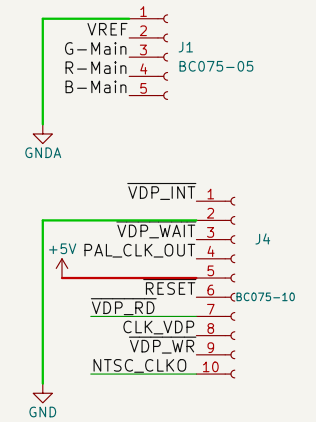 1
VREF 2
G-Main 3 J1
R-Main 4 BC075-05
B-Main 5
GNDA
VDP_INT 1
2
VDP_WAIT 3 J4
+5V PAL_CLK_OUT 4
5
RESET 6 BC075-10
VDP_RD 7
CLK_VDP 8
VDP_WR 9
NTSC_CLKO 10
GND